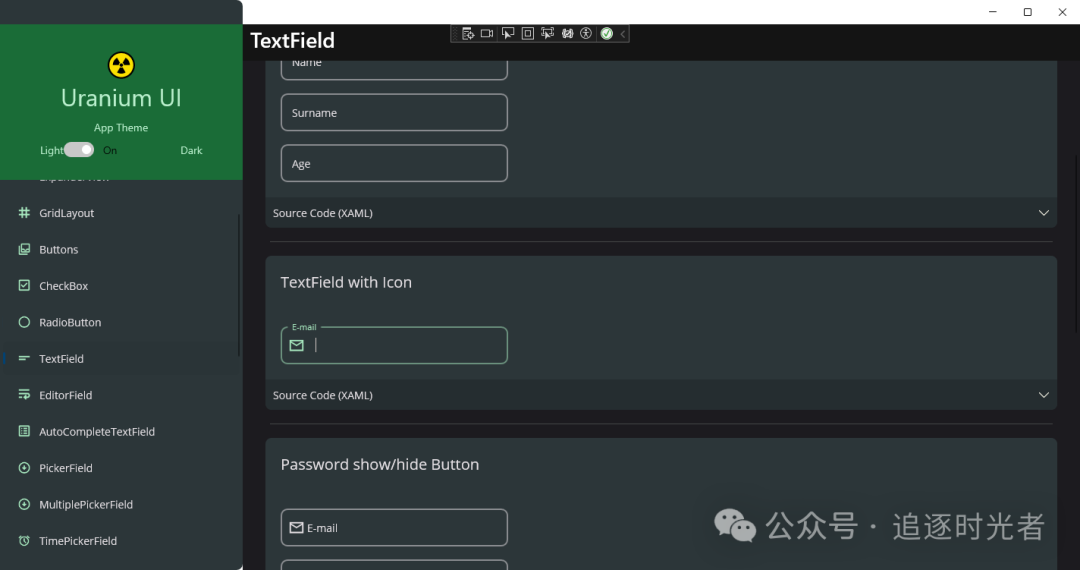 Uranium UI
App Theme
Light On Dark
ExpanderView
GridLayout
Buttons
CheckBox
RadioButton
TextField
EditorField
AutoCompleteTextField
PickerField
MultiplePickerField
TimePickerField
TextField
Name
Surname
Age
Source Code (XAML)
TextField with Icon
E-mail
Source Code (XAML)
Password show/hide Button
E-mail
公众号 · 追逐时光者